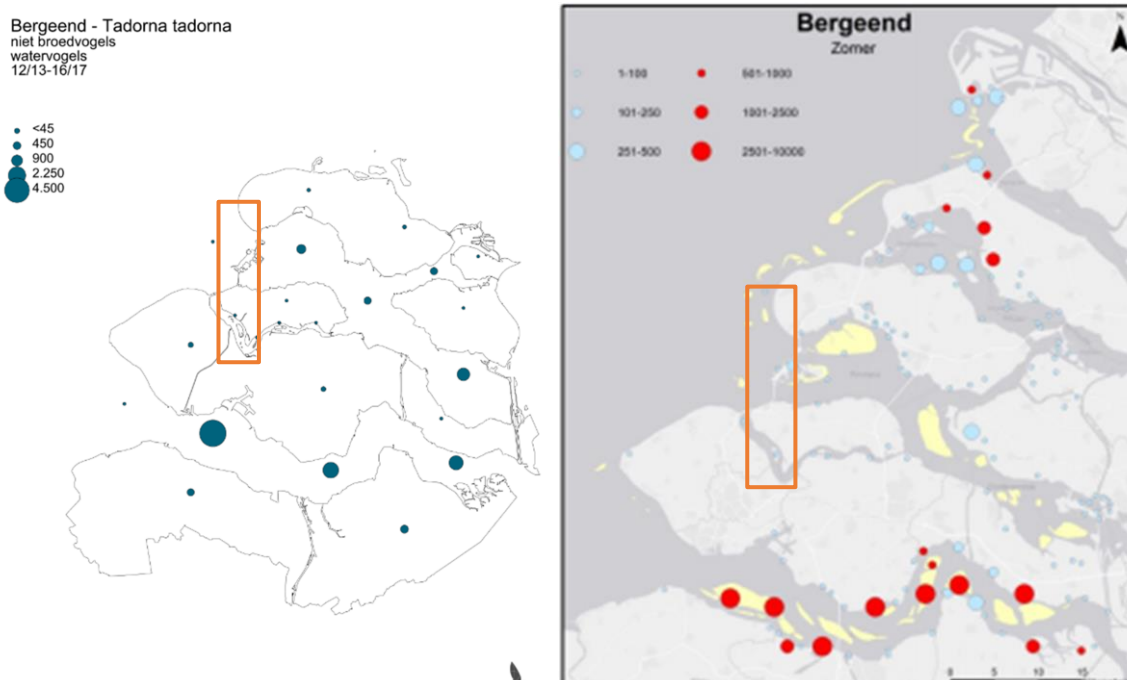 Bergeend - Tadorna tadorna
niet broedvogels
watervogels
12/13-16/17
<45
450
900
2.250
4.500
Bergeend
Zomer
N
1-100
101-250
251-500
501-1000
1001-2500
2501-10000
0 5 10 15